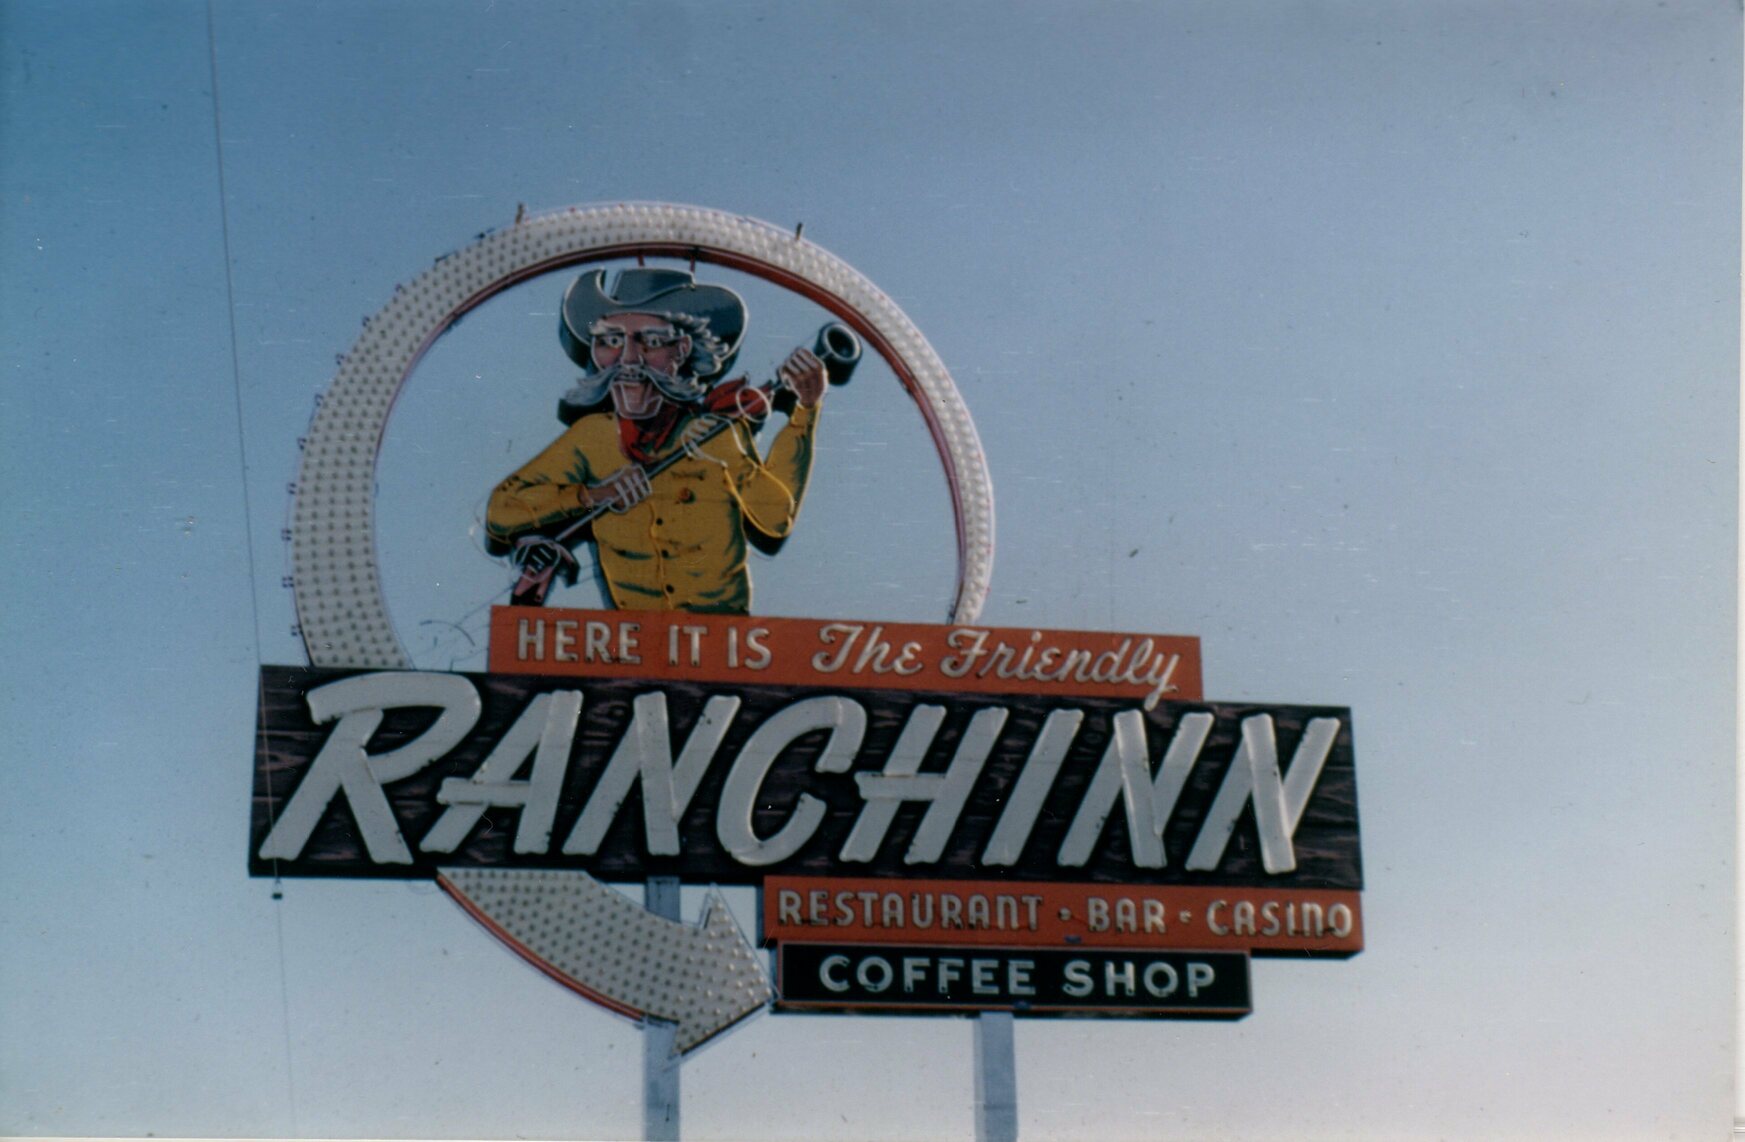 HERE IT IS The Friendly
RANCHINN
RESTAURANT · BAR · CASINO
COFFEE SHOP